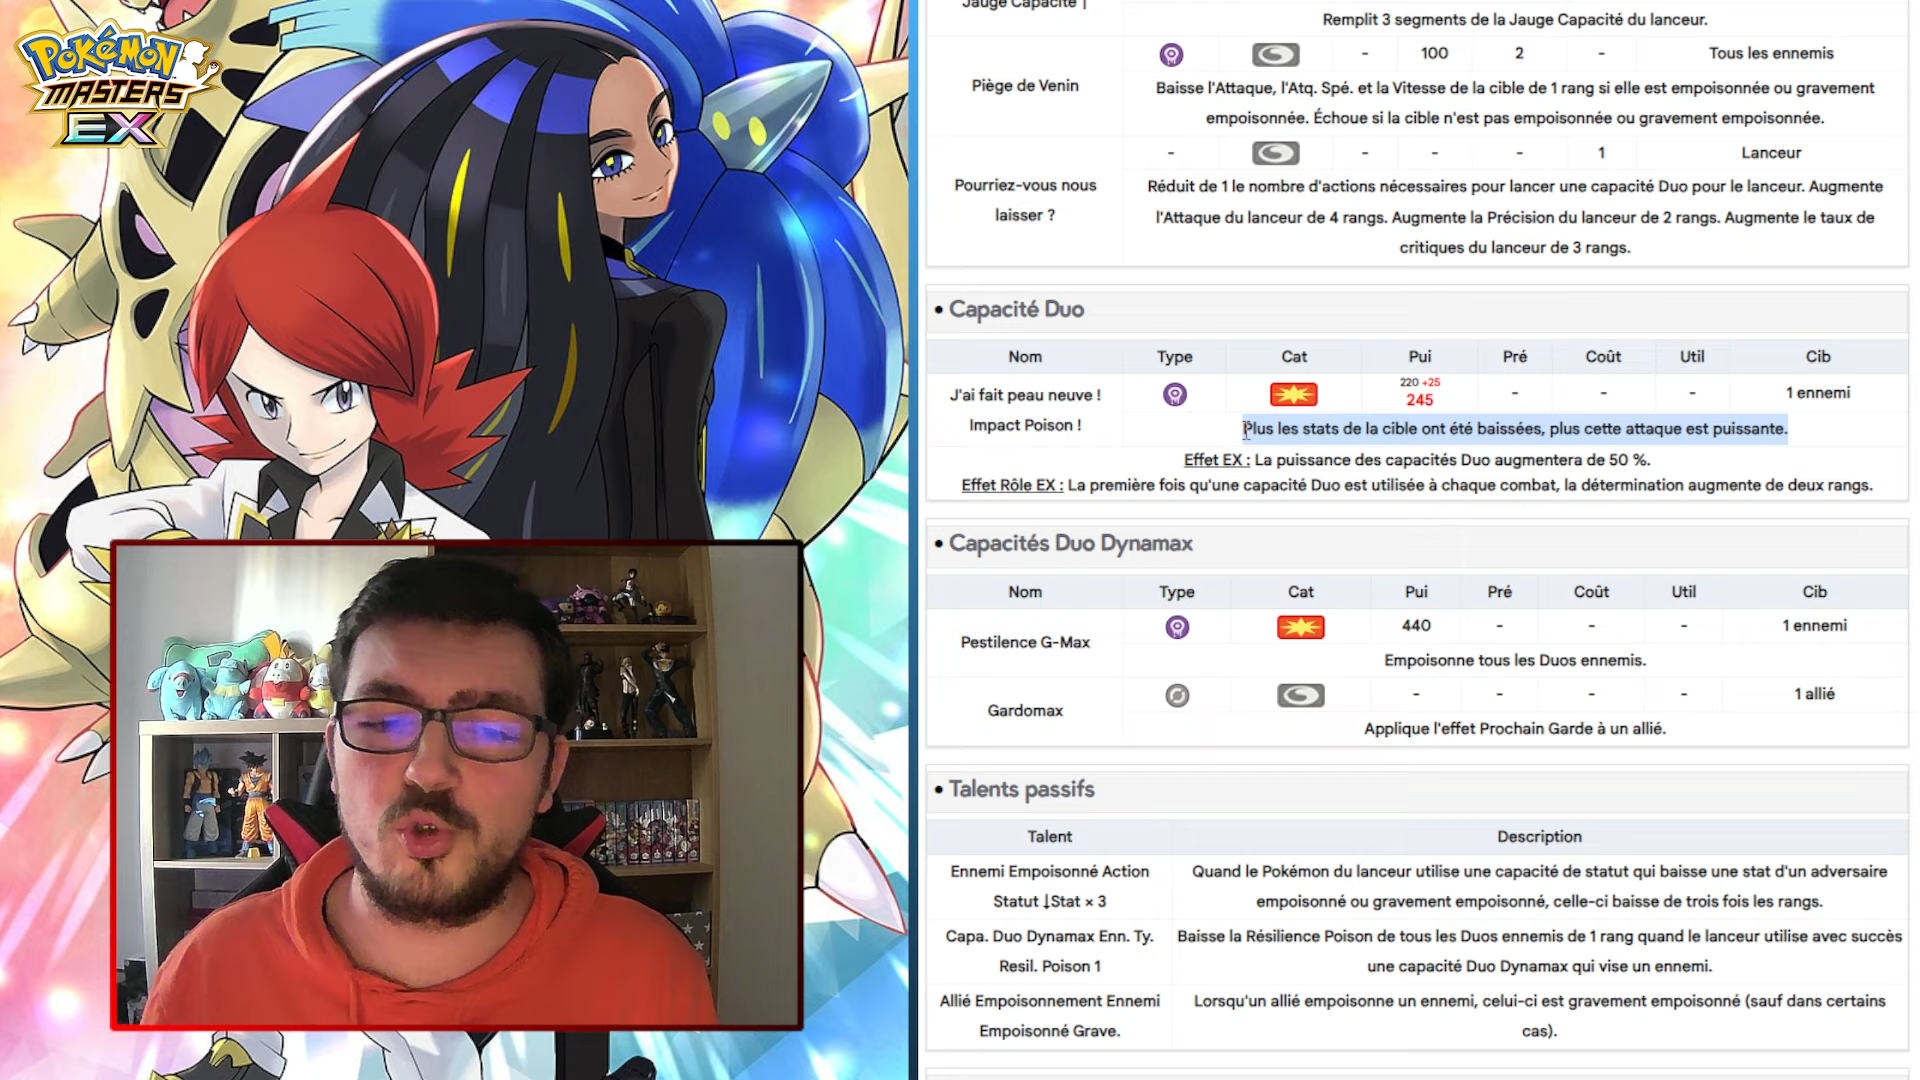 POKÉMON
MASTERS
EX
Jauge Capacité 1
Remplit 3 segments de la Jauge Capacité du lanceur.
Piège de Venin
- 100 2 - Tous les ennemis
Baisse l'Attaque, l'Atq. Spé. et la Vitesse de la cible de 1 rang si elle est empoisonnée ou gravement
empoisonnée. Échoue si la cible n'est pas empoisonnée ou gravement empoisonnée.
Pourriez-vous nous
laisser ?
- - - - 1 Lanceur
Réduit de 1 le nombre d'actions nécessaires pour lancer une capacité Duo pour le lanceur. Augmente
l'Attaque du lanceur de 4 rangs. Augmente la Précision du lanceur de 2 rangs. Augmente le taux de
critiques du lanceur de 3 rangs.
• Capacité Duo
Nom Type Cat Pui Pré Coût Util Cib
J'ai fait peau neuve !
Impact Poison !
220 +25
245 - - - 1 ennemi
Plus les stats de la cible ont été baissées, plus cette attaque est puissante.
Effet EX : La puissance des capacités Duo augmentera de 50 %.
Effet Rôle EX : La première fois qu'une capacité Duo est utilisée à chaque combat, la détermination augmente de deux rangs.
• Capacités Duo Dynamax
Nom Type Cat Pui Pré Coût Util Cib
Pestilence G-Max
440 - - - 1 ennemi
Empoisonne tous les Duos ennemis.
Gardomax
- - - - 1 allié
Applique l'effet Prochain Garde à un allié.
• Talents passifs
Talent Description
Ennemi Empoisonné Action
Statut ↓Stat × 3
Quand le Pokémon du lanceur utilise une capacité de statut qui baisse une stat d'un adversaire
empoisonné ou gravement empoisonné, celle-ci baisse de trois fois les rangs.
Capa. Duo Dynamax Enn. Ty.
Resil. Poison 1
Baisse la Résilience Poison de tous les Duos ennemis de 1 rang quand le lanceur utilise avec succès
une capacité Duo Dynamax qui vise un ennemi.
Allié Empoisonnement Ennemi
Empoisonné Grave.
Lorsqu'un allié empoisonne un ennemi, celui-ci est gravement empoisonné (sauf dans certains
cas).